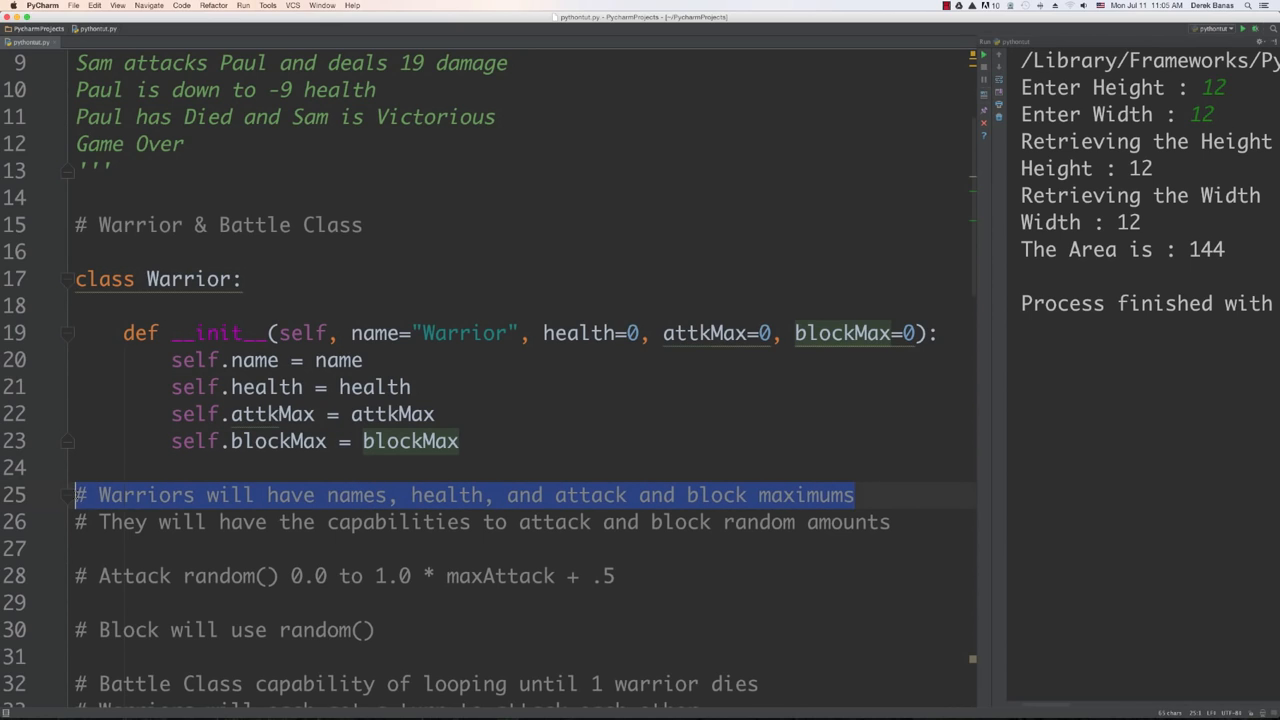 PyCharm File Edit View Navigate Code Refactor Run Tools VCS Window Help
10 Mon Jul 11 11:05 AM Derek Banas
pythontut.py - PycharmProjects - [~/PycharmProjects]
PycharmProjects pythontut.py
pythontut
pythontut.py
Run pythontut
9 Sam attacks Paul and deals 19 damage
10 Paul is down to -9 health
11 Paul has Died and Sam is Victorious
12 Game Over
13 '''
14
15 # Warrior & Battle Class
16
17 class Warrior:
18
19 def __init__(self, name="Warrior", health=0, attkMax=0, blockMax=0):
20 self.name = name
21 self.health = health
22 self.attkMax = attkMax
23 self.blockMax = blockMax
24
25 # Warriors will have names, health, and attack and block maximums
26 # They will have the capabilities to attack and block random amounts
27
28 # Attack random() 0.0 to 1.0 * maxAttack + .5
29
30 # Block will use random()
31
32 # Battle Class capability of looping until 1 warrior dies
/Library/Frameworks/Py
Enter Height : 12
Enter Width : 12
Retrieving the Height
Height : 12
Retrieving the Width
Width : 12
The Area is : 144
Process finished with
65 chars 25:1 LF UTF-8